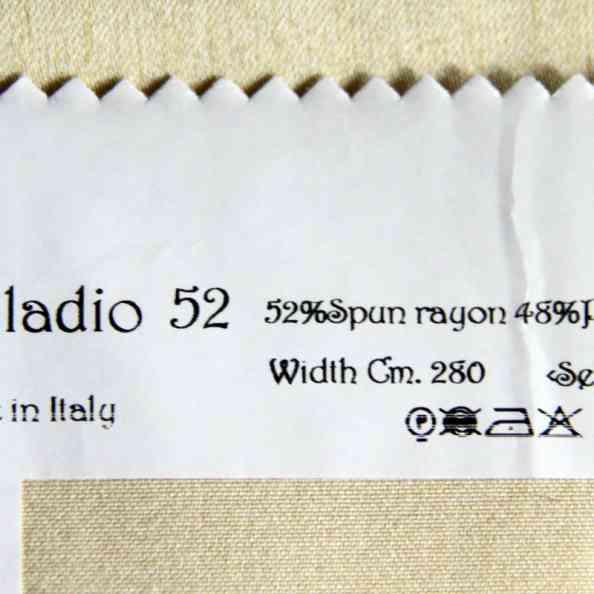 ladio 52
52%Spun rayon 48%
Width Cm. 280
in Italy
P